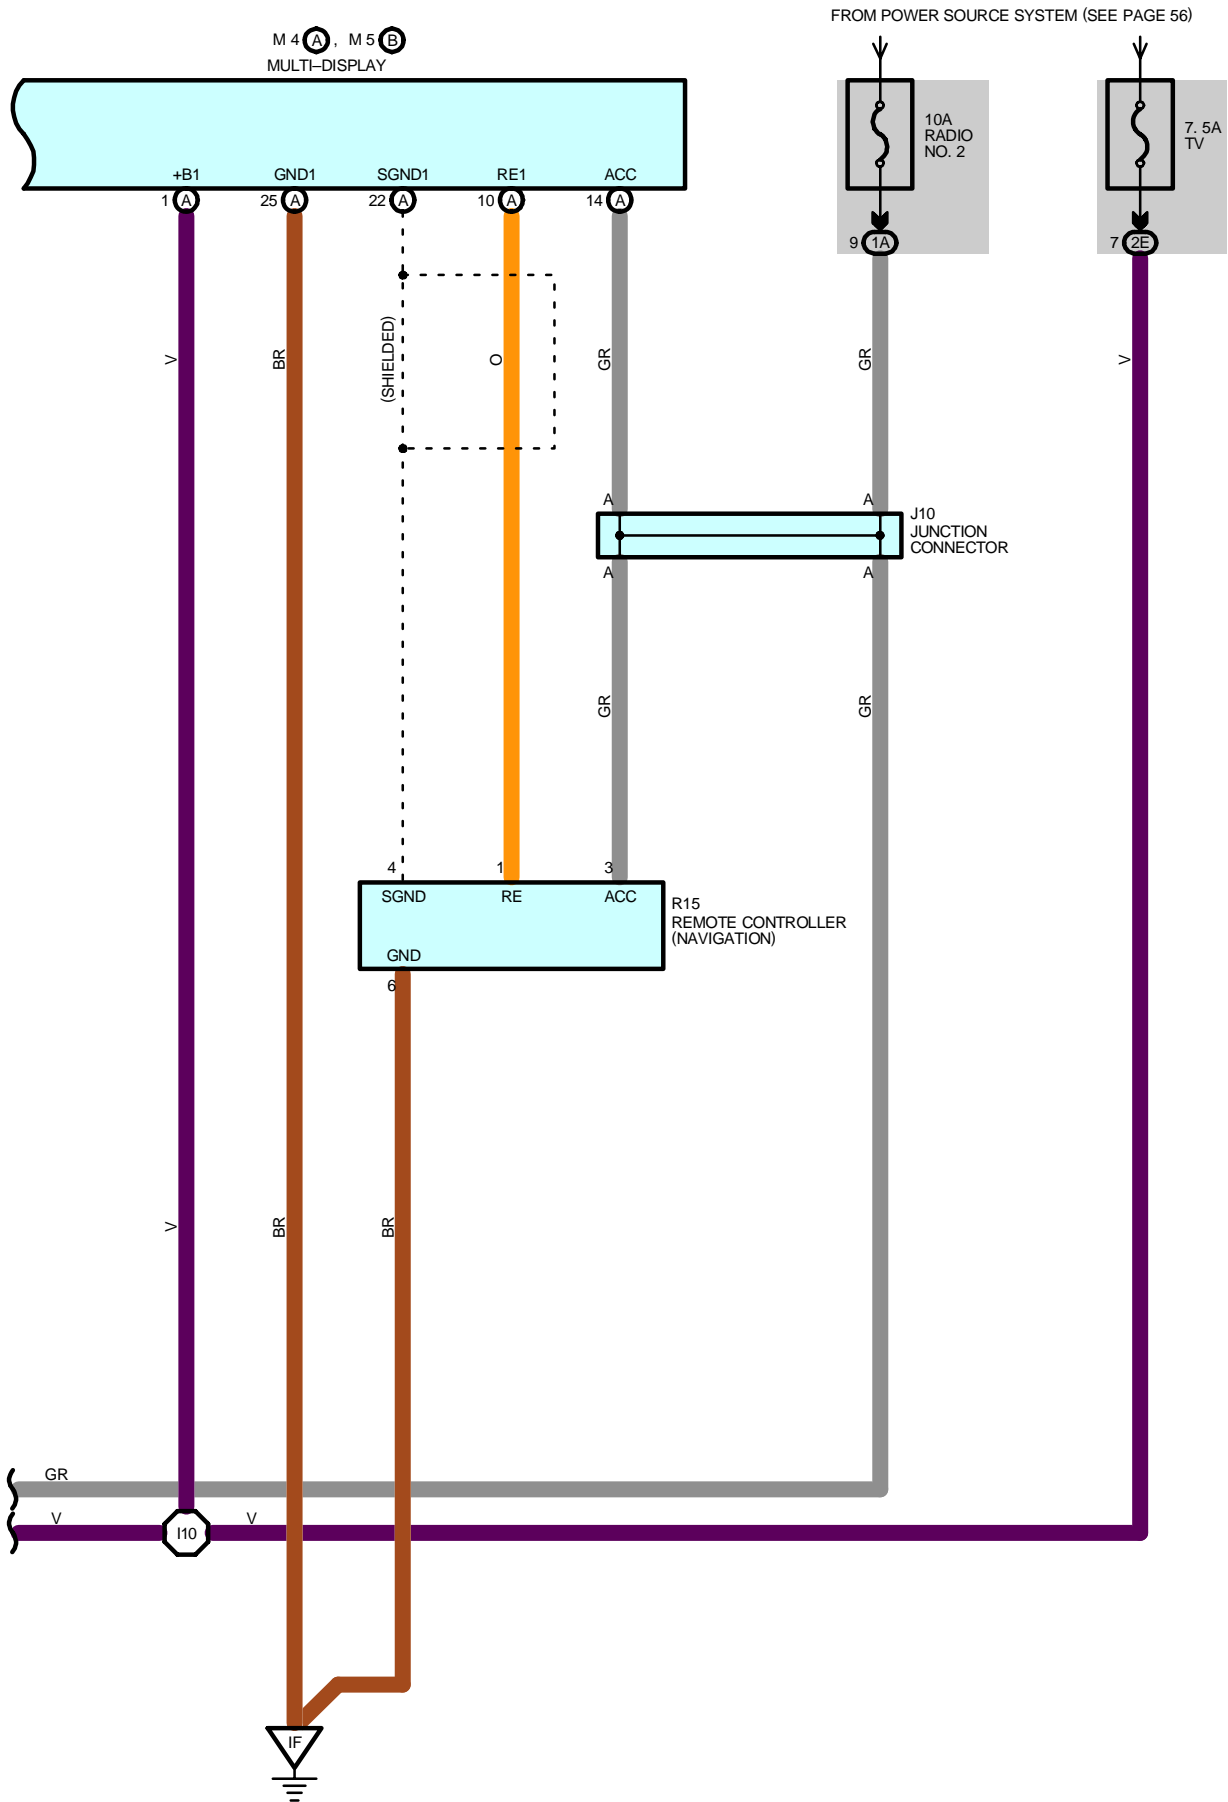 FROM POWER SOURCE SYSTEM (SEE PAGE 56)
M 4 A , M 5 B
MULTI–DISPLAY
10A
RADIO
NO. 2
7. 5A
TV
+B1 GND1 SGND1 RE1 ACC
1 A 25 A 22 A 10 A 14 A
9 1A
7 2E
V
BR
(SHIELDED)
O
GR
GR
V
A A
J10
JUNCTION
CONNECTOR
A A
GR
GR
4 1 3
SGND RE ACC
R15
REMOTE CONTROLLER
(NAVIGATION)
GND
6
V
BR
BR
GR
V V
I10
IF